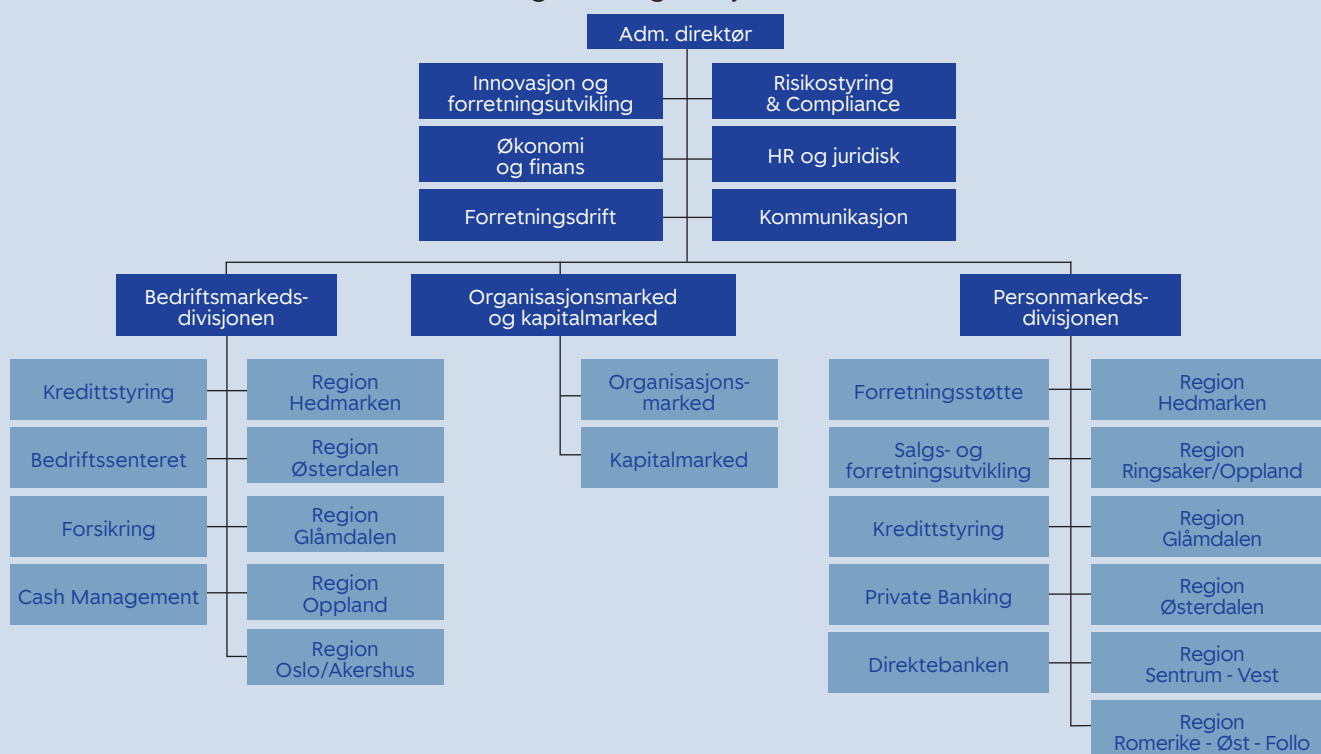 Adm. direktør
Innovasjon og
forretningsutvikling
Risikostyring
& Compliance
Økonomi
og finans
HR og juridisk
Forretningsdrift
Kommunikasjon
Bedriftsmarkeds-
divisjonen
Organisasjonsmarked
og kapitalmarked
Personmarkeds-
divisjonen
Kredittstyring
Region
Hedmarken
Bedriftssenteret
Region
Østerdalen
Forsikring
Region
Glåmdalen
Cash Management
Region
Oppland
Region
Oslo/Akershus
Organisasjons-
marked
Kapitalmarked
Forretningsstøtte
Region
Hedmarken
Salgs- og
forretningsutvikling
Region
Ringsaker/Oppland
Kredittstyring
Region
Glåmdalen
Private Banking
Region
Østerdalen
Direktebanken
Region
Sentrum - Vest
Region
Romerike - Øst - Follo